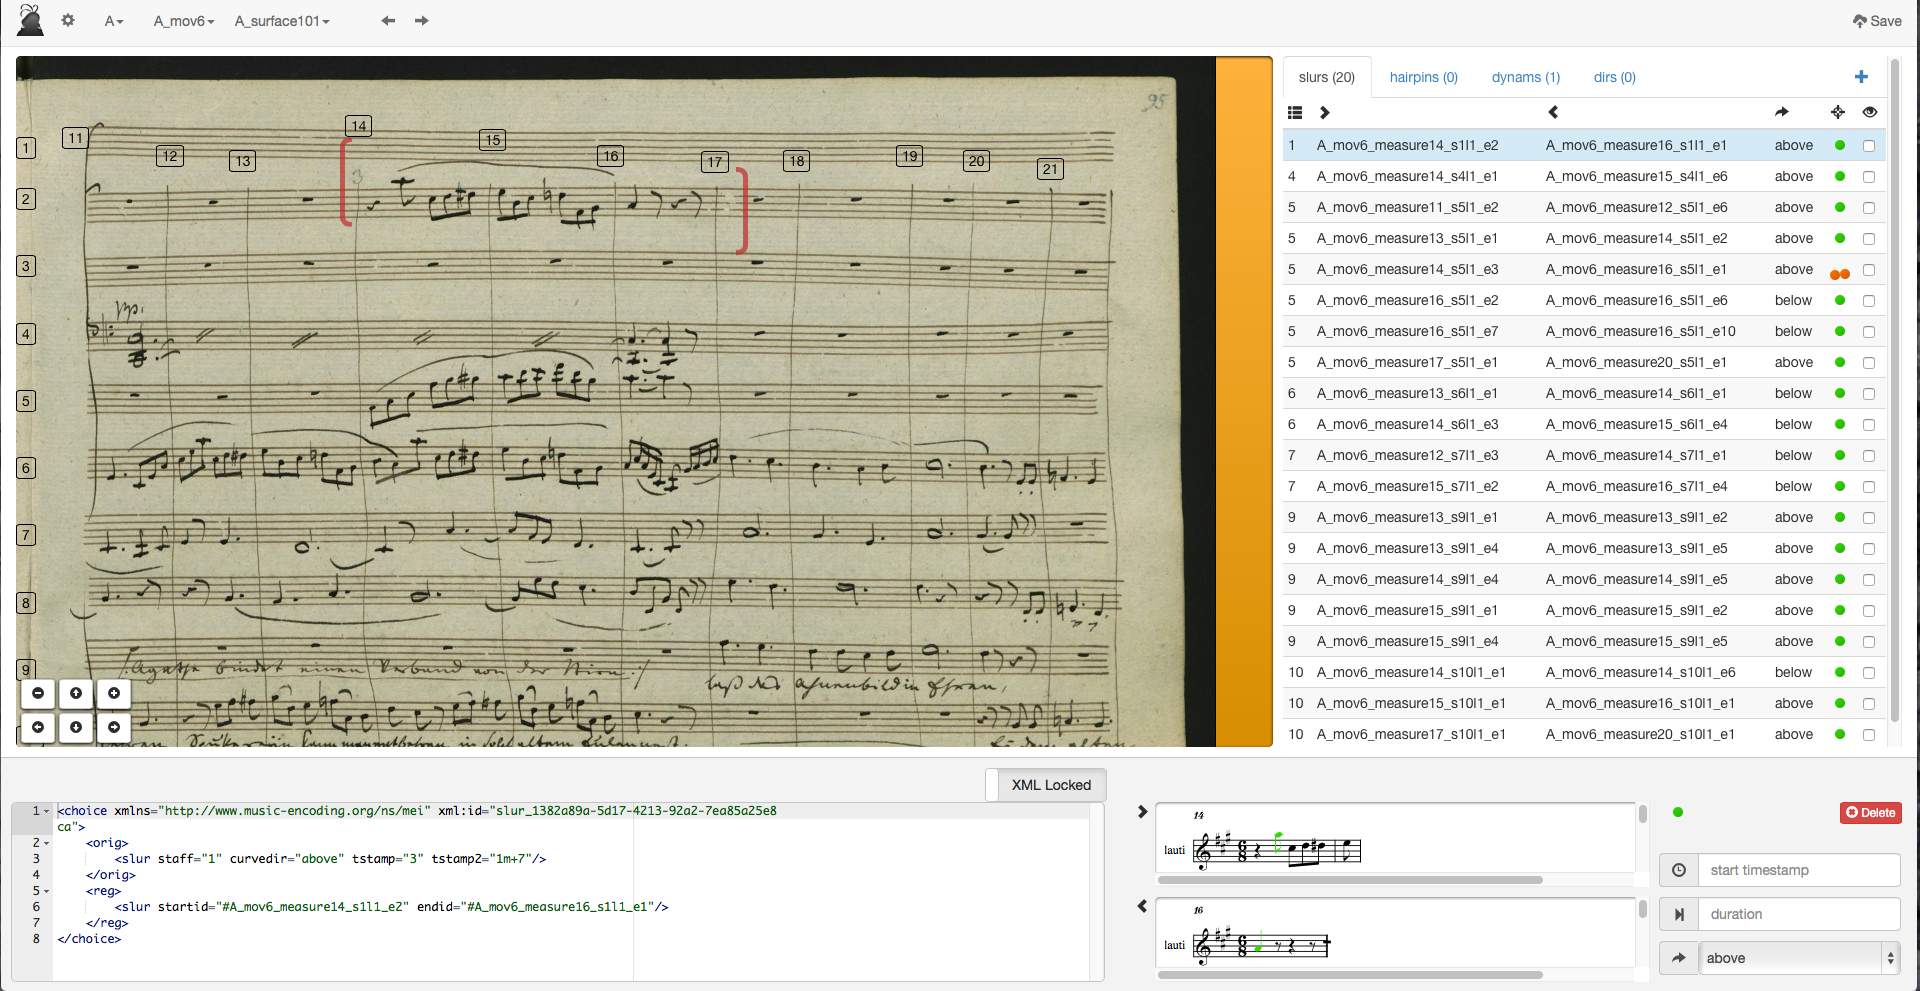 A A_mov6 A_surface101 Save
95
11 12 13 14 15 16 17 18 19 20 21
1
2
3
3
4
5
6
7
8
9
slurs (20) hairpins (0) dynams (1) dirs (0)
1 A_mov6_measure14_s1l1_e2 A_mov6_measure16_s1l1_e1 above
4 A_mov6_measure14_s4l1_e1 A_mov6_measure15_s4l1_e6 above
5 A_mov6_measure11_s5l1_e2 A_mov6_measure12_s5l1_e6 above
5 A_mov6_measure13_s5l1_e1 A_mov6_measure14_s5l1_e2 above
5 A_mov6_measure14_s5l1_e3 A_mov6_measure16_s5l1_e1 above
5 A_mov6_measure16_s5l1_e2 A_mov6_measure16_s5l1_e6 below
5 A_mov6_measure16_s5l1_e7 A_mov6_measure16_s5l1_e10 below
5 A_mov6_measure17_s5l1_e1 A_mov6_measure20_s5l1_e1 above
6 A_mov6_measure13_s6l1_e1 A_mov6_measure14_s6l1_e1 below
6 A_mov6_measure14_s6l1_e3 A_mov6_measure15_s6l1_e4 below
7 A_mov6_measure12_s7l1_e3 A_mov6_measure14_s7l1_e1 below
7 A_mov6_measure15_s7l1_e2 A_mov6_measure16_s7l1_e4 below
9 A_mov6_measure13_s9l1_e1 A_mov6_measure13_s9l1_e2 above
9 A_mov6_measure13_s9l1_e4 A_mov6_measure13_s9l1_e5 above
9 A_mov6_measure14_s9l1_e4 A_mov6_measure14_s9l1_e5 above
9 A_mov6_measure15_s9l1_e1 A_mov6_measure15_s9l1_e2 above
9 A_mov6_measure15_s9l1_e4 A_mov6_measure15_s9l1_e5 above
10 A_mov6_measure14_s10l1_e1 A_mov6_measure14_s10l1_e6 below
10 A_mov6_measure15_s10l1_e1 A_mov6_measure16_s10l1_e1 above
10 A_mov6_measure17_s10l1_e1 A_mov6_measure20_s10l1_e1 above
XML Locked
1 <choice xmlns="http://www.music-encoding.org/ns/mei" xml:id="slur_1382a89a-5d17-4213-92a2-7ea85a25e8
ca">
2 <orig>
3 <slur staff="1" curvedir="above" tstamp="3" tstamp2="1m+7"/>
4 </orig>
5 <reg>
6 <slur startid="#A_mov6_measure14_s1l1_e2" endid="#A_mov6_measure16_s1l1_e1"/>
7 </reg>
8 </choice>
14
lauti
6
8
16
lauti
6
8
Delete
start timestamp
duration
above